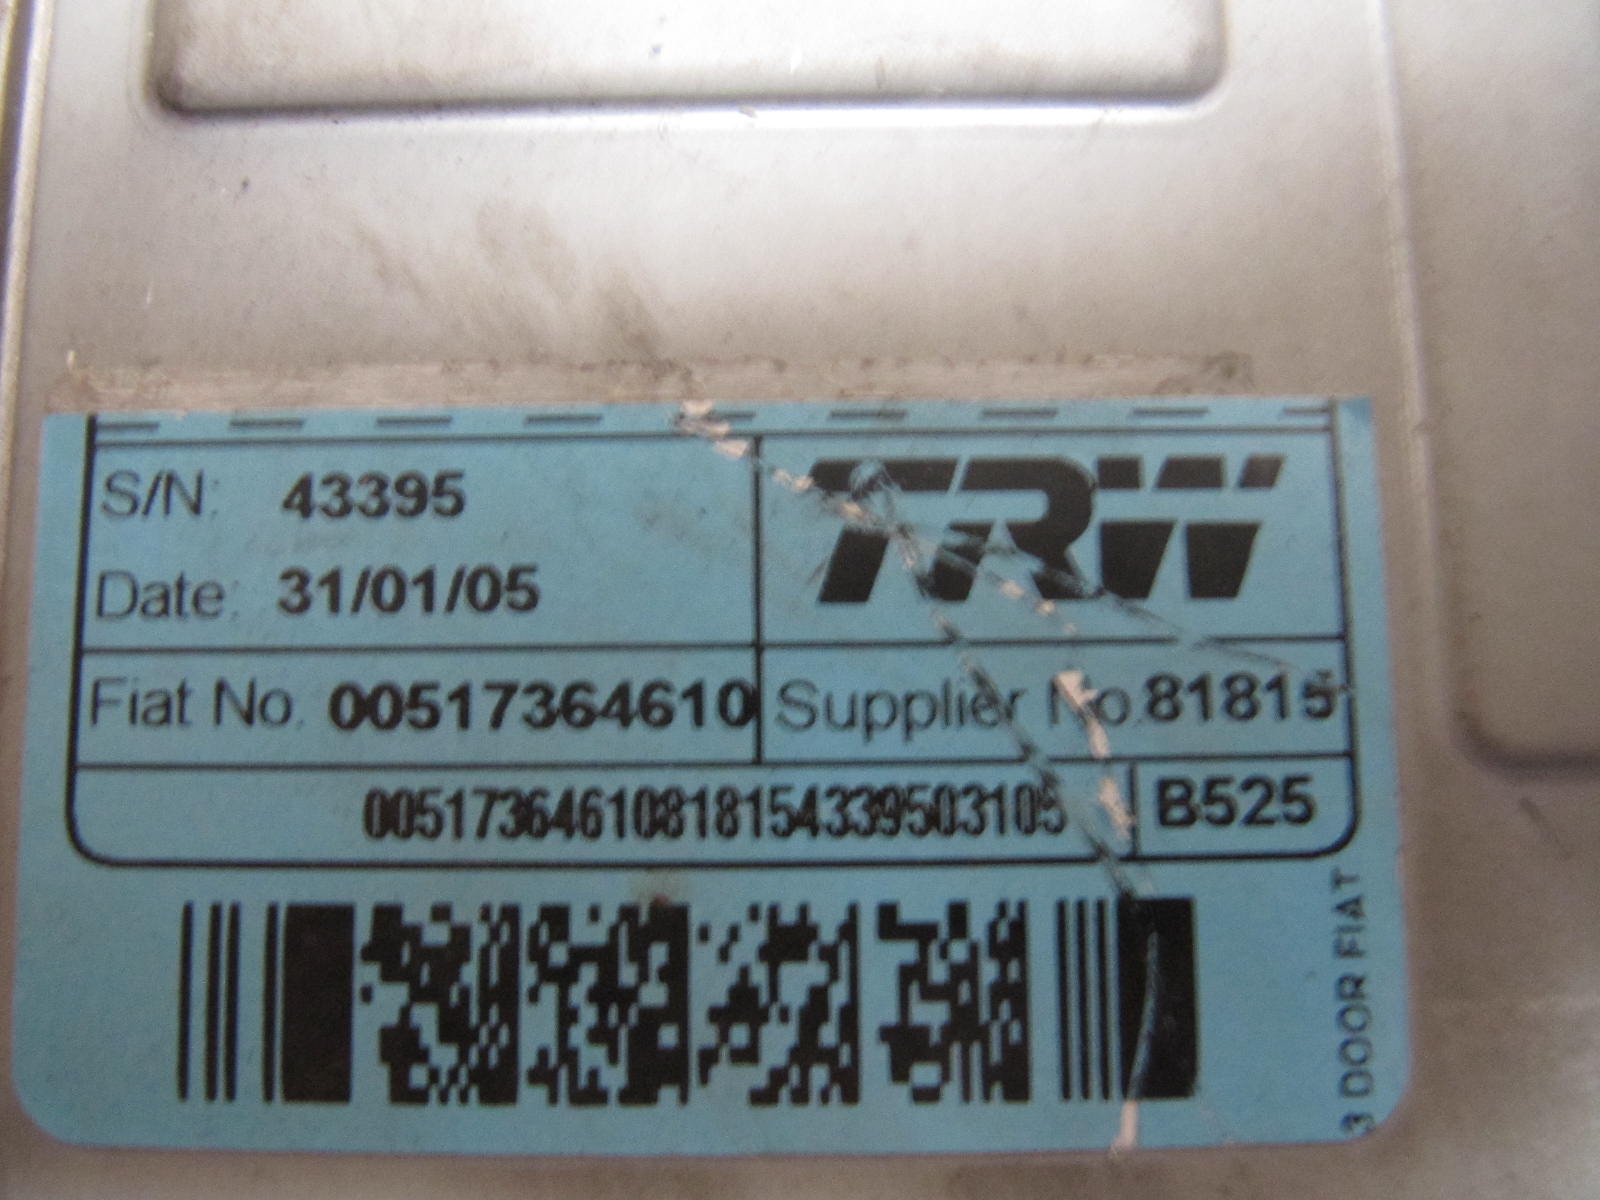 S/N: 43395
TRW
Date: 31/01/05
Fiat No. 00517364610
Supplier No. 81815
00517364610818154339503105
B525
3 DOOR FIAT